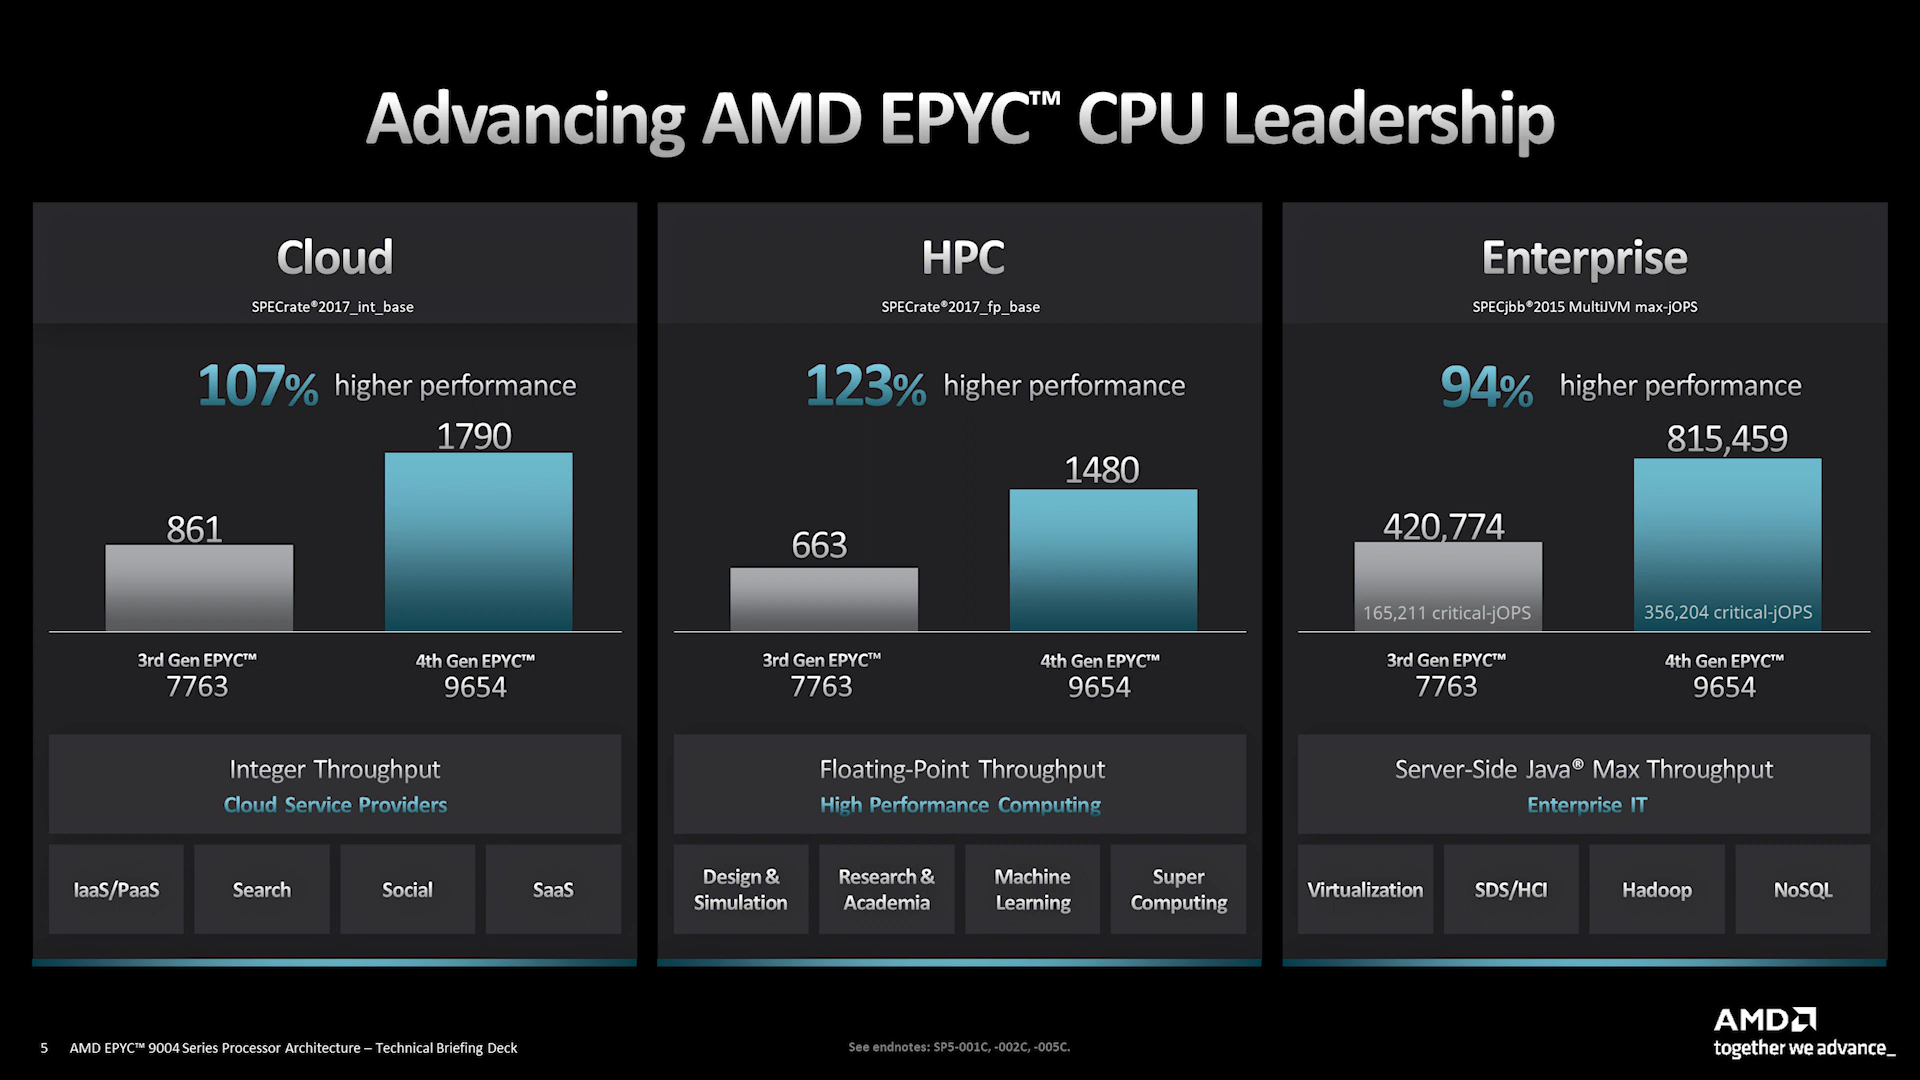 Advancing AMD EPYC™ CPU Leadership
Cloud
SPECrate®2017_int_base
107% higher performance
861
1790
3rd Gen EPYC™
7763
4th Gen EPYC™
9654
Integer Throughput
Cloud Service Providers
IaaS/PaaS
Search
Social
SaaS
HPC
SPECrate®2017_fp_base
123% higher performance
663
1480
3rd Gen EPYC™
7763
4th Gen EPYC™
9654
Floating-Point Throughput
High Performance Computing
Design &
Simulation
Research &
Academia
Machine
Learning
Super
Computing
Enterprise
SPECjbb®2015 MultiJVM max-jOPS
94% higher performance
420,774
815,459
165,211 critical-jOPS
356,204 critical-jOPS
3rd Gen EPYC™
7763
4th Gen EPYC™
9654
Server-Side Java® Max Throughput
Enterprise IT
Virtualization
SDS/HCI
Hadoop
NoSQL
5 AMD EPYC™ 9004 Series Processor Architecture – Technical Briefing Deck
See endnotes: SP5-001C, -002C, -005C.
AMD
together we advance_